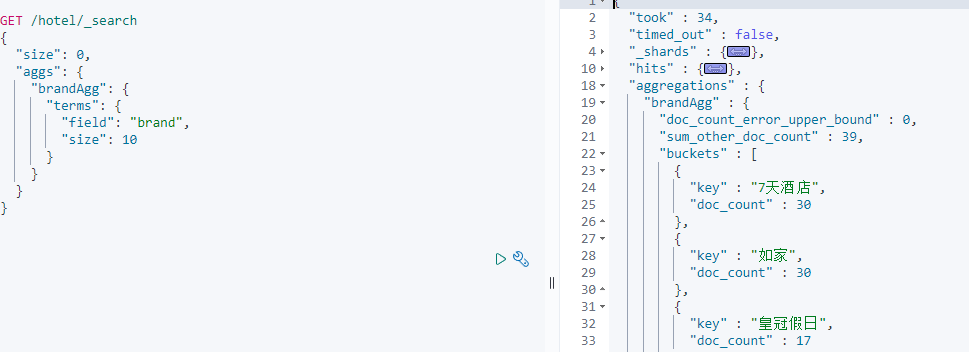 GET /hotel/_search
{
  "size": 0,
  "aggs": {
    "brandAgg": {
      "terms": {
        "field": "brand",
        "size": 10
      }
    }
  }
}
1 {
2 "took" : 34,
3 "timed_out" : false,
4 "_shards" : {},
10 "hits" : {},
18 "aggregations" : {
19 "brandAgg" : {
20 "doc_count_error_upper_bound" : 0,
21 "sum_other_doc_count" : 39,
22 "buckets" : [
23 {
24 "key" : "7天酒店",
25 "doc_count" : 30
26 },
27 {
28 "key" : "如家",
29 "doc_count" : 30
30 },
31 {
32 "key" : "皇冠假日",
33 "doc_count" : 17